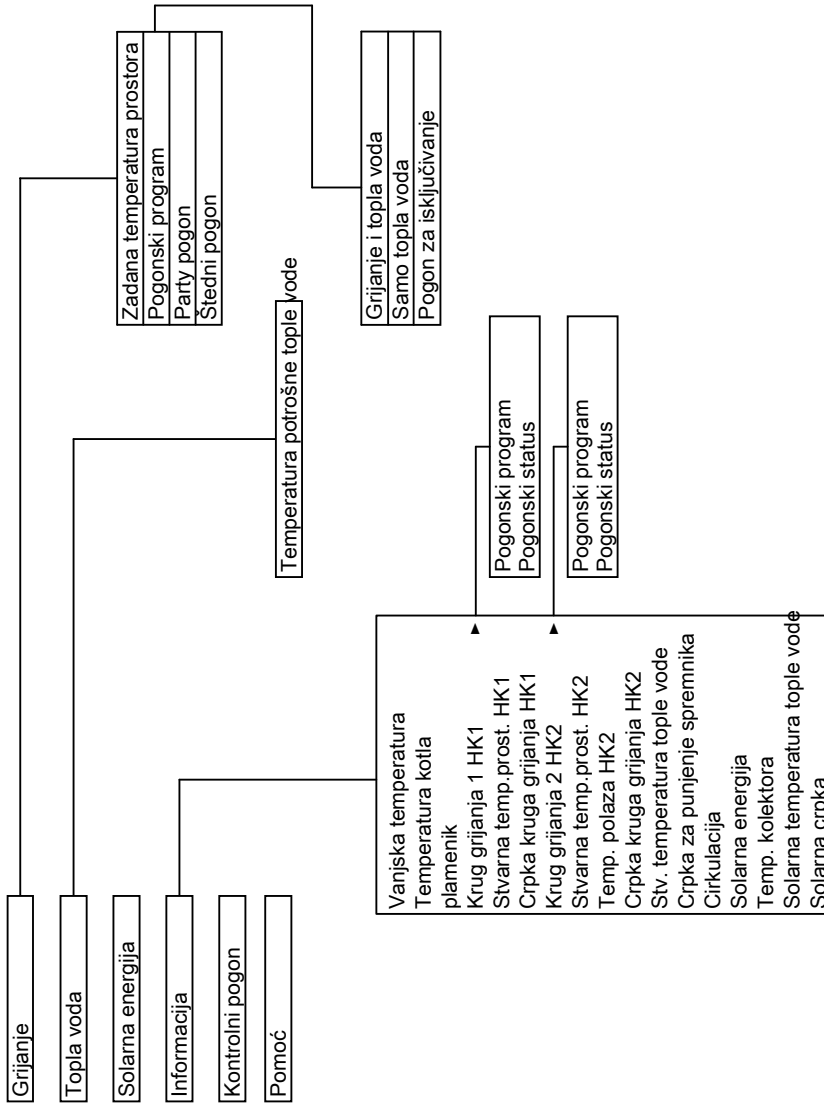 Grijanje
Topla voda
Solarna energija
Informacija
Kontrolni pogon
Pomoć
Zadana temperatura prostora
Pogonski program
Party pogon
Štedni pogon
Grijanje i topla voda
Samo topla voda
Pogon za isključivanje
Temperatura potrošne tople vode
Vanjska temperatura
Temperatura kotla
plamenik
Krug grijanja 1 HK1
Stvarna temp.prost. HK1
Crpka kruga grijanja HK1
Krug grijanja 2 HK2
Stvarna temp.prost. HK2
Temp. polaza HK2
Crpka kruga grijanja HK2
Stv. temperatura tople vode
Crpka za punjenje spremnika
Cirkulacija
Solarna energija
Temp. kolektora
Solarna temperatura tople vode
Solarna crpka
Pogonski program
Pogonski status
Pogonski program
Pogonski status